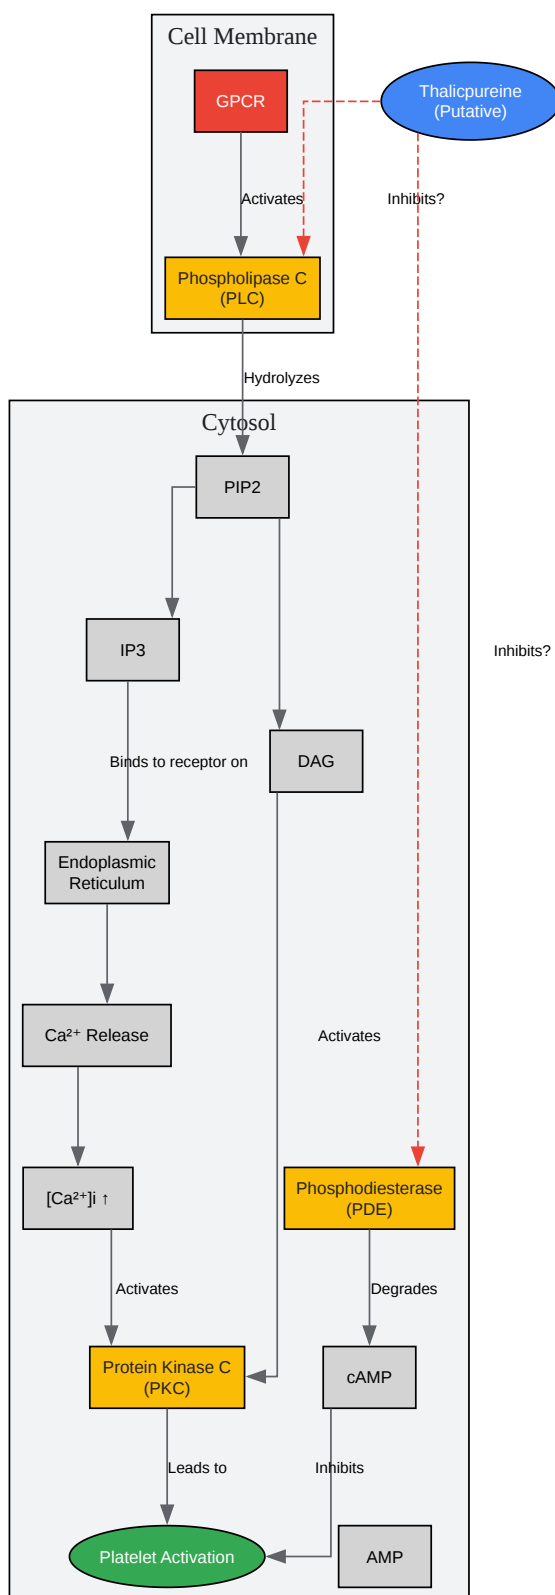 Cell Membrane
GPCR
Thalicpureine
(Putative)
Activates
Inhibits?
Phospholipase C
(PLC)
Hydrolyzes
Cytosol
PIP2
IP3
Inhibits?
Binds to receptor on
DAG
Endoplasmic
Reticulum
Ca²⁺ Release
Activates
[Ca²⁺]i ↑
Phosphodiesterase
(PDE)
Activates
Degrades
Protein Kinase C
(PKC)
cAMP
Leads to
Inhibits
Platelet Activation
AMP